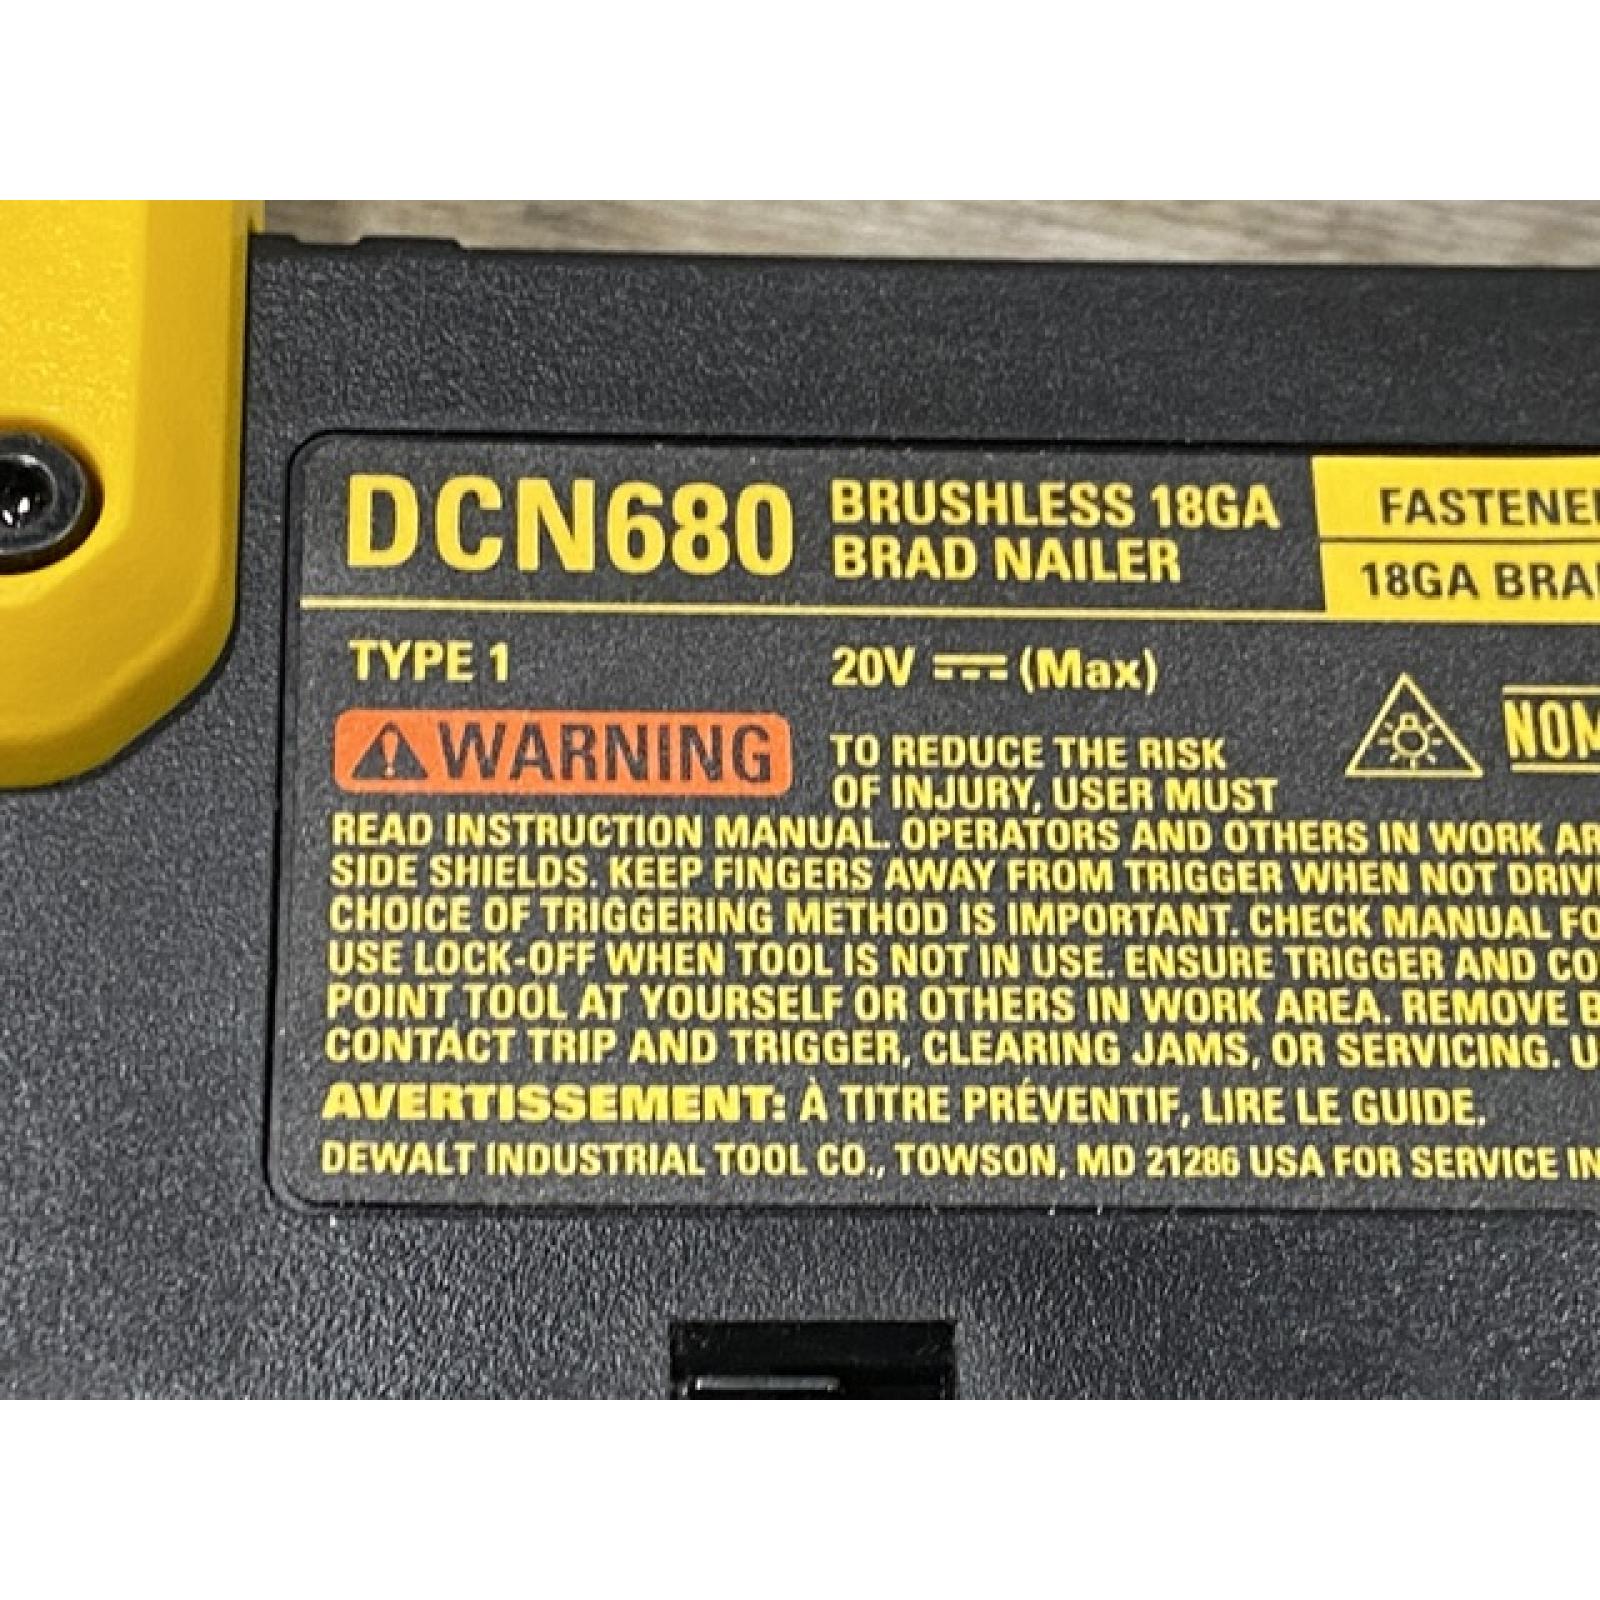 DCN680 BRUSHLESS 18GA FASTENE
BRAD NAILER 18GA BRA
TYPE 1 20V (Max)
WARNING TO REDUCE THE RISK NOM
OF INJURY, USER MUST
READ INSTRUCTION MANUAL. OPERATORS AND OTHERS IN WORK AR
SIDE SHIELDS. KEEP FINGERS AWAY FROM TRIGGER WHEN NOT DRIV
CHOICE OF TRIGGERING METHOD IS IMPORTANT. CHECK MANUAL FO
USE LOCK-OFF WHEN TOOL IS NOT IN USE. ENSURE TRIGGER AND CO
POINT TOOL AT YOURSELF OR OTHERS IN WORK AREA. REMOVE B
CONTACT TRIP AND TRIGGER, CLEARING JAMS, OR SERVICING. U
AVERTISSEMENT: À TITRE PRÉVENTIF, LIRE LE GUIDE.
DEWALT INDUSTRIAL TOOL CO., TOWSON, MD 21286 USA FOR SERVICE IN